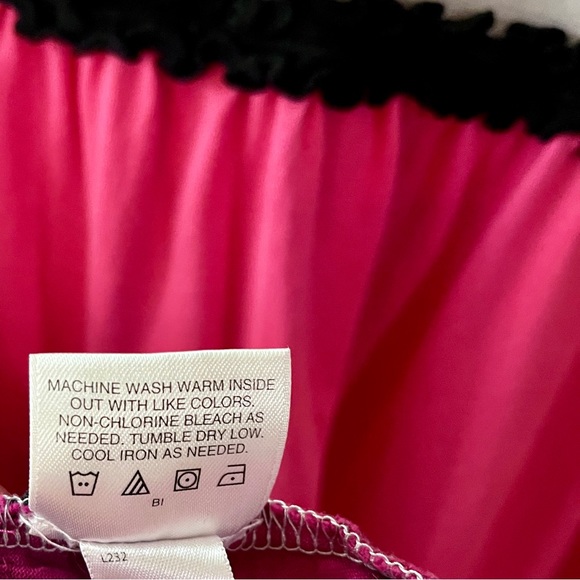 MACHINE WASH WARM INSIDE
OUT WITH LIKE COLORS.
NON-CHLORINE BLEACH AS
NEEDED. TUMBLE DRY LOW.
COOL IRON AS NEEDED.
BI
L232